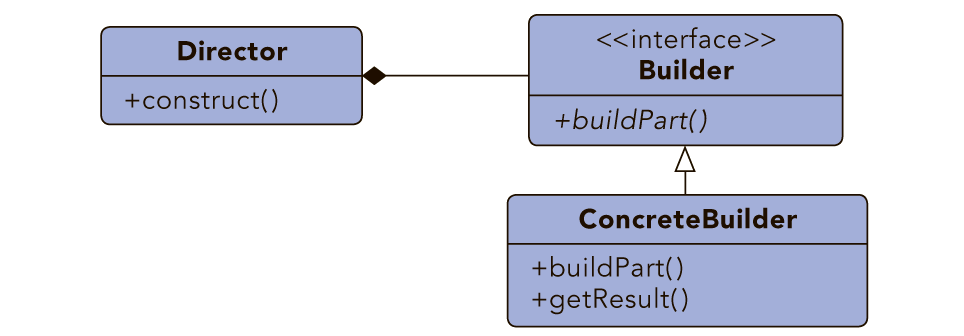 Director
+construct()
<<interface>>
Builder
+buildPart()
ConcreteBuilder
+buildPart()
+getResult()